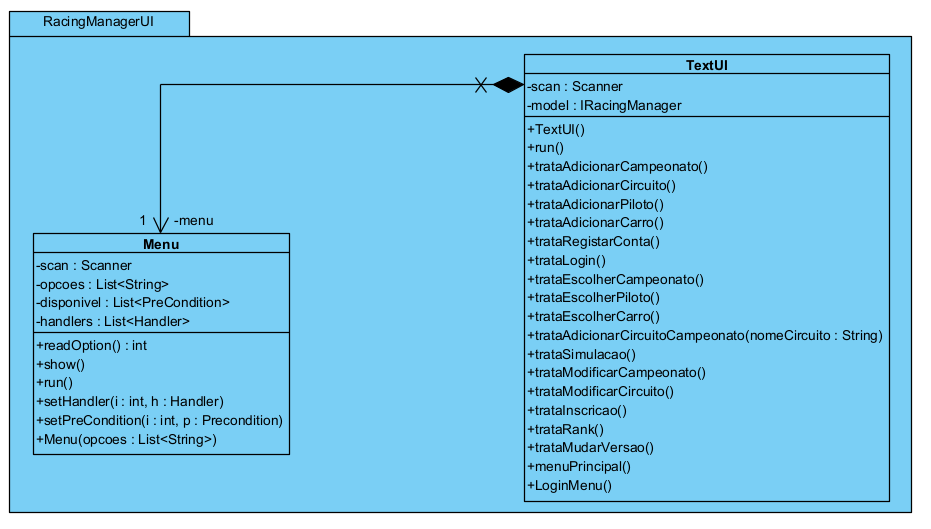 RacingManagerUI
TextUI
-scan : Scanner
-model : IRacingManager
+TextUI()
+run()
+trataAdicionarCampeonato()
+trataAdicionarCircuito()
+trataAdicionarPiloto()
+trataAdicionarCarro()
+trataRegistarConta()
+trataLogin()
+trataEscolherCampeonato()
+trataEscolherPiloto()
+trataEscolherCarro()
+trataAdicionarCircuitoCampeonato(nomeCircuito : String)
+trataSimulacao()
+trataModificarCampeonato()
+trataModificarCircuito()
+trataInscricao()
+trataRank()
+trataMudarVersao()
+menuPrincipal()
+LoginMenu()
1 -menu
Menu
-scan : Scanner
-opcoes : List<String>
-disponivel : List<PreCondition>
-handlers : List<Handler>
+readOption() : int
+show()
+run()
+setHandler(i : int, h : Handler)
+setPreCondition(i : int, p : Precondition)
+Menu(opcoes : List<String>)